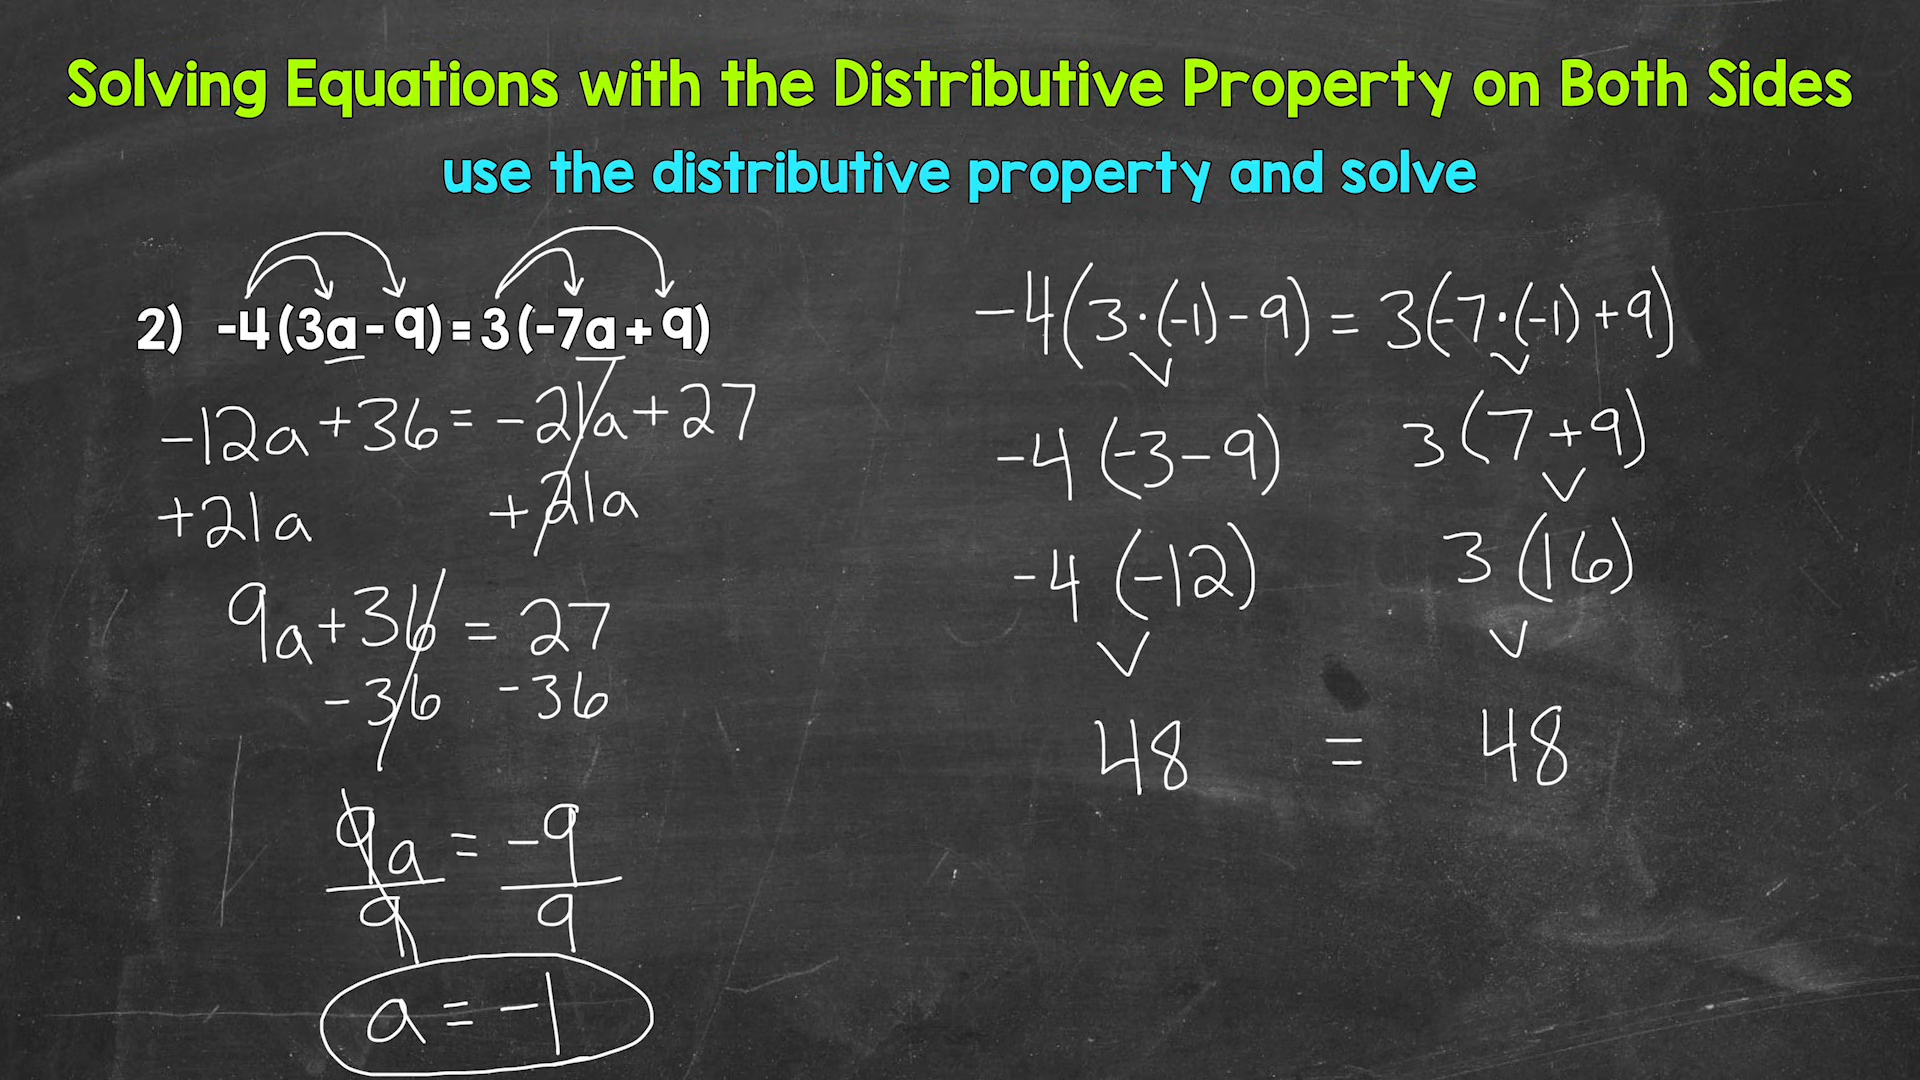 Solving Equations with the Distributive Property on Both Sides
use the distributive property and solve
2) -4(3a-9)=3(-7a+9)
-12a+36=-21a+27
+21a +21a
9a+36=27
-36 -36
9a=-9
9 9
a=-1
-4(3·(-1)-9)=3(-7·(-1)+9)
-4(-3-9) 3(7+9)
-4(-12) 3(16)
48 = 48